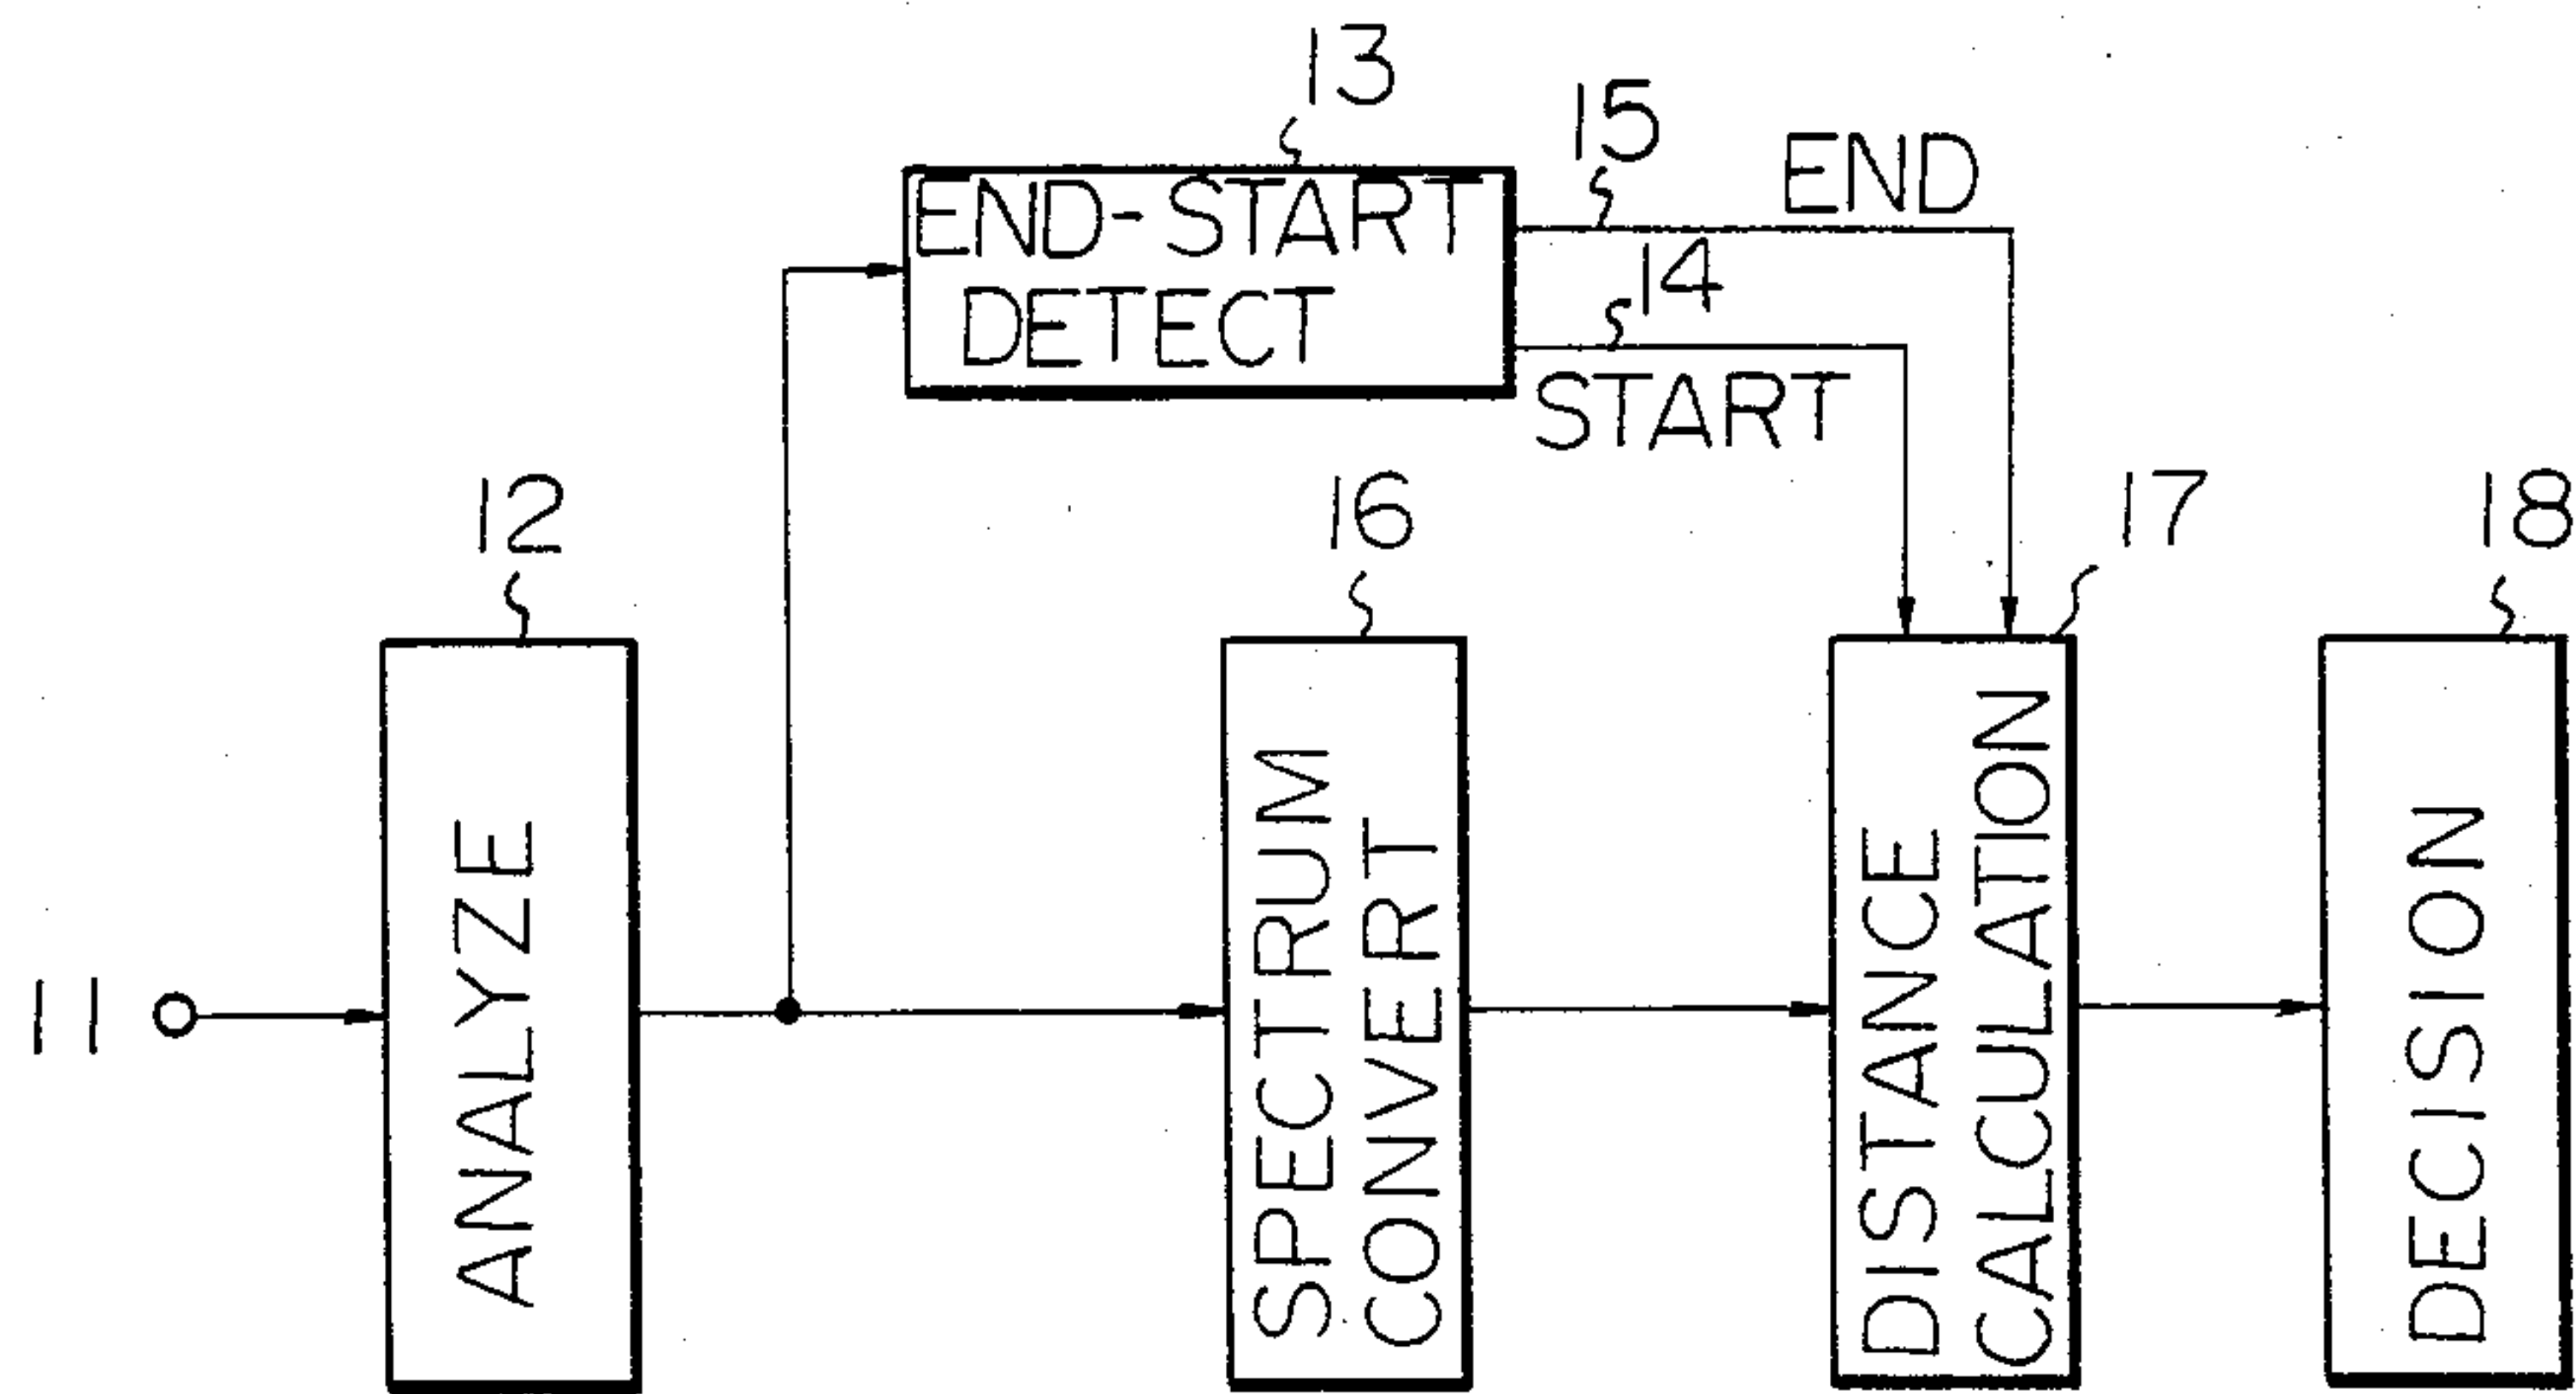 13
15
END
END-START
DETECT
14
START
12
16
17
18
11
ANALYZE
SPECTRUM
CONVERT
DISTANCE
CALCULATION
DECISION